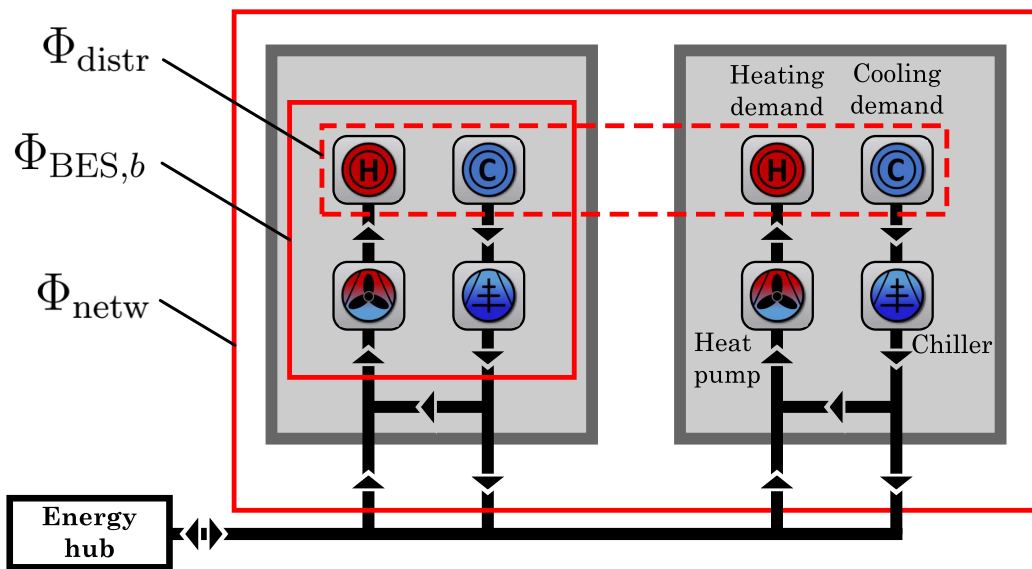 Φdistr
ΦBES,b
Φnetw
H
C
Heating
demand
Cooling
demand
H
C
Heat
pump
Chiller
Energy
hub